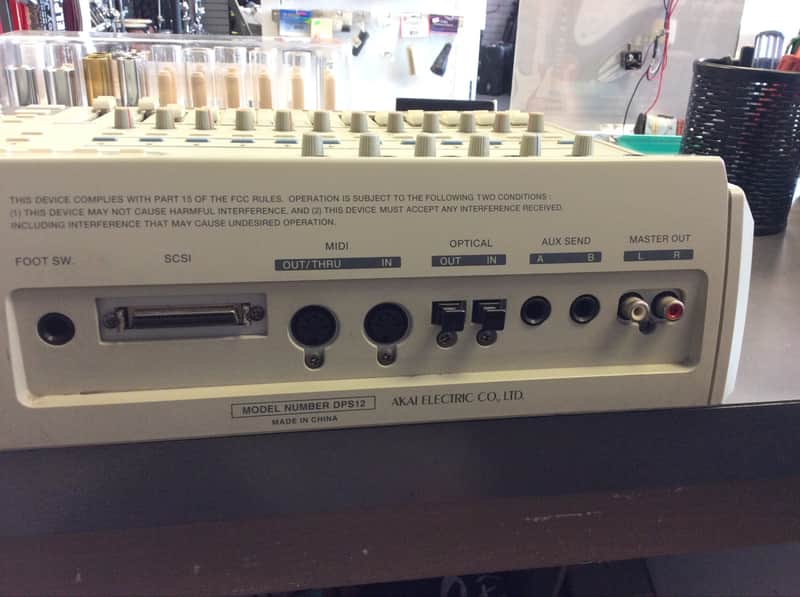 THIS DEVICE COMPLIES WITH PART 15 OF THE FCC RULES. OPERATION IS SUBJECT TO THE FOLLOWING TWO CONDITIONS :
(1) THIS DEVICE MAY NOT CAUSE HARMFUL INTERFERENCE, AND (2) THIS DEVICE MUST ACCEPT ANY INTERFERENCE RECEIVED,
INCLUDING INTERFERENCE THAT MAY CAUSE UNDESIRED OPERATION.
FOOT SW. SCSI MIDI OPTICAL AUX SEND MASTER OUT
OUT/THRU IN OUT IN A B L R
MODEL NUMBER DPS12 AKAI ELECTRIC CO., LTD.
MADE IN CHINA